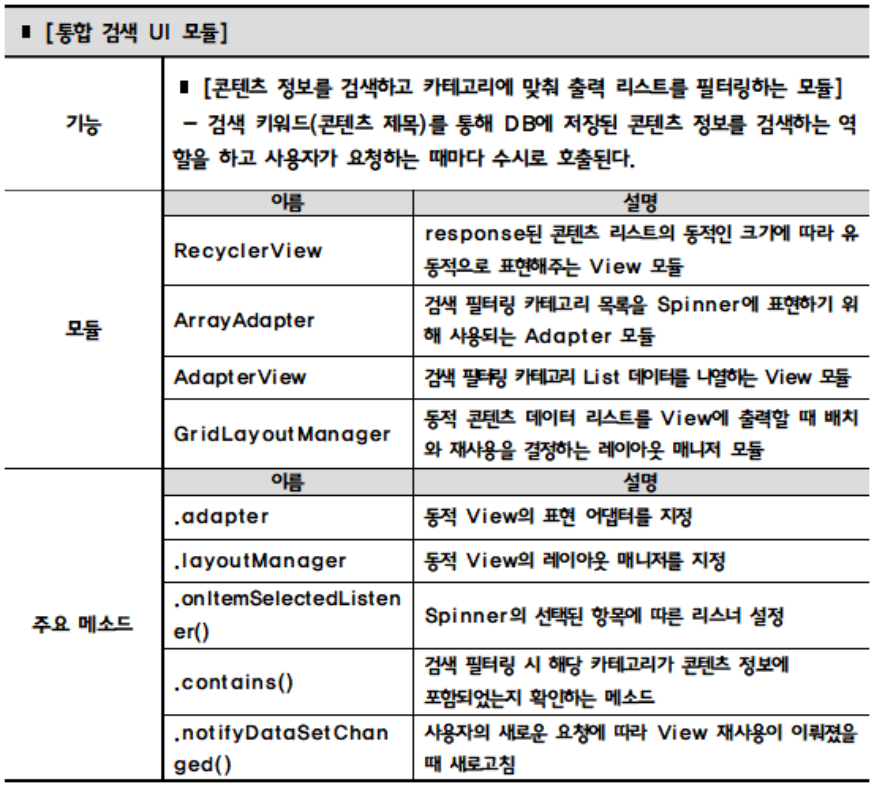 ▪ [통합 검색 UI 모듈]
기능
▪ [콘텐츠 정보를 검색하고 카테고리에 맞춰 출력 리스트를 필터링하는 모듈]
- 검색 키워드(콘텐츠 제목)를 통해 DB에 저장된 콘텐츠 정보를 검색하는 역
할을 하고 사용자가 요청하는 때마다 수시로 호출된다.
모듈
이름 설명
RecyclerView
response된 콘텐츠 리스트의 동적인 크기에 따라 유
동적으로 표현해주는 View 모듈
ArrayAdapter
검색 필터링 카테고리 목록을 Spinner에 표현하기 위
해 사용되는 Adapter 모듈
AdapterView
검색 필터링 카테고리 List 데이터를 나열하는 View 모듈
GridLayoutManager
동적 콘텐츠 데이터 리스트를 View에 출력할 때 배치
와 재사용을 결정하는 레이아웃 매니저 모듈
주요 메소드
이름 설명
.adapter
동적 View의 표현 어댑터를 지정
.layoutManager
동적 View의 레이아웃 매니저를 지정
.onItemSelectedListen
er()
Spinner의 선택된 항목에 따른 리스너 설정
.contains()
검색 필터링 시 해당 카테고리가 콘텐츠 정보에
포함되었는지 확인하는 메소드
.notifyDataSetChan
ged()
사용자의 새로운 요청에 따라 View 재사용이 이뤄졌을
때 새로고침